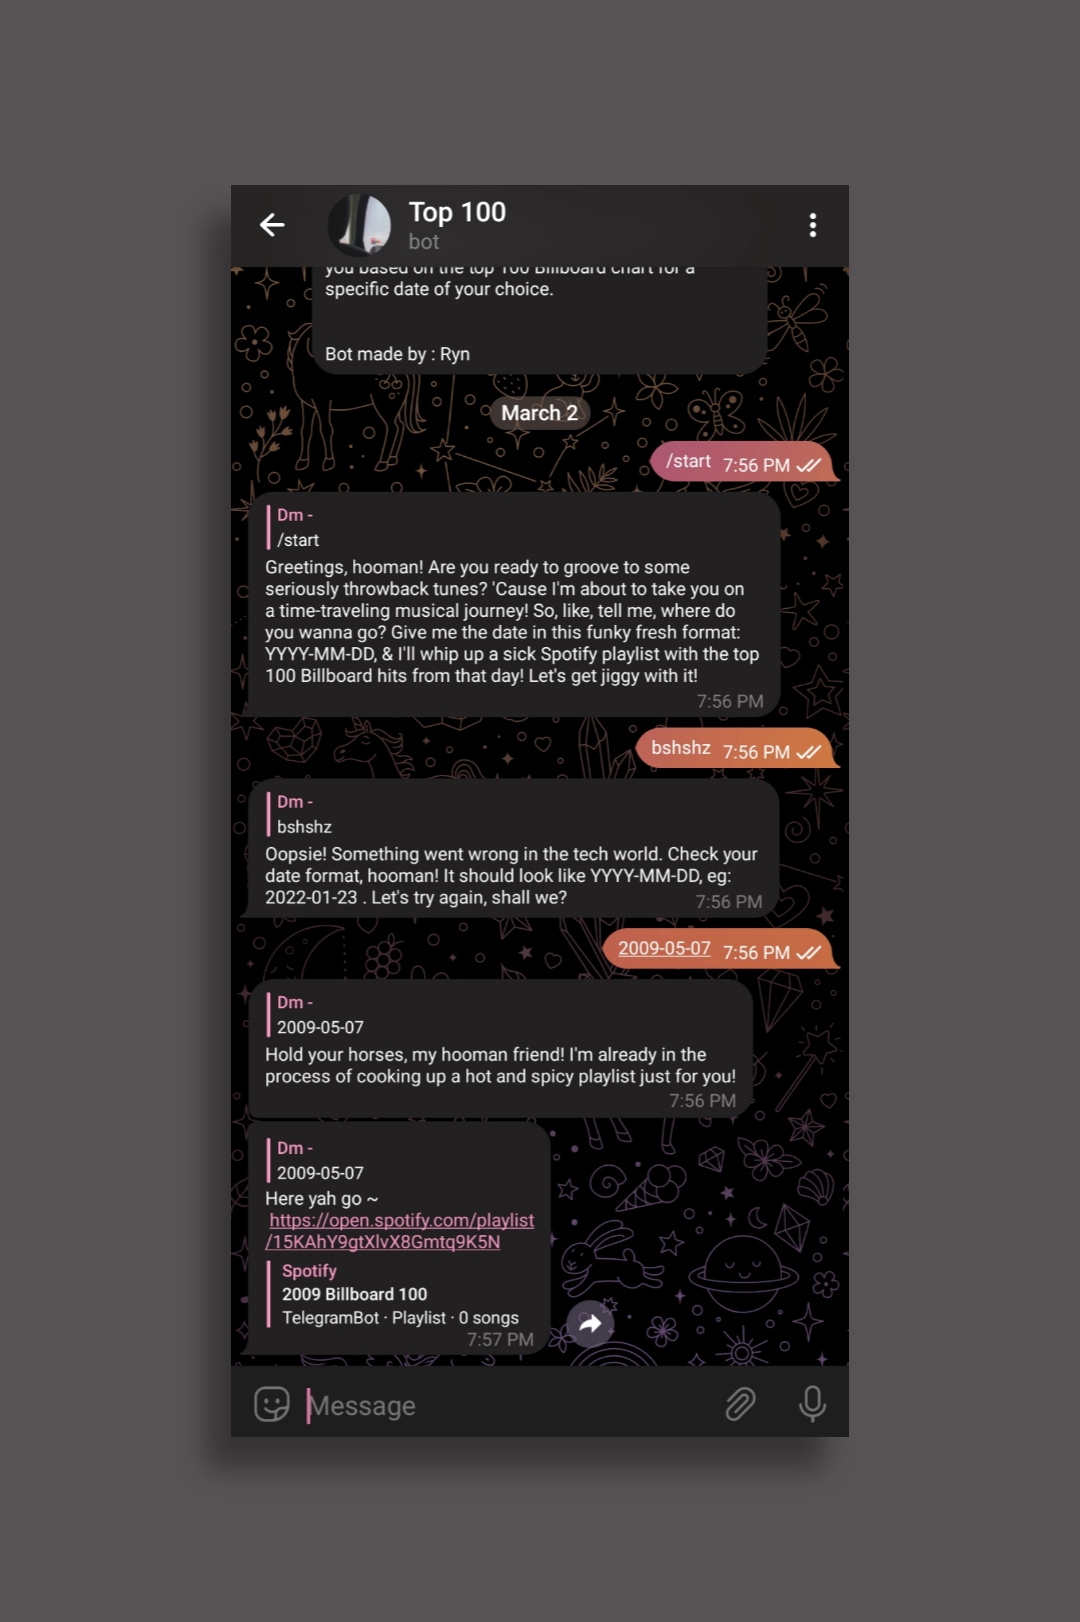 Top 100
bot
you based on the top 100 Billboard chart for a
specific date of your choice.
Bot made by : Ryn
March 2
/start 7:56 PM
Dm -
/start
Greetings, hooman! Are you ready to groove to some
seriously throwback tunes? 'Cause I'm about to take you on
a time-traveling musical journey! So, like, tell me, where do
you wanna go? Give me the date in this funky fresh format:
YYYY-MM-DD, & I'll whip up a sick Spotify playlist with the top
100 Billboard hits from that day! Let's get jiggy with it!
7:56 PM
bshshz 7:56 PM
Dm -
bshshz
Oopsie! Something went wrong in the tech world. Check your
date format, hooman! It should look like YYYY-MM-DD, eg:
2022-01-23 . Let's try again, shall we? 7:56 PM
2009-05-07 7:56 PM
Dm -
2009-05-07
Hold your horses, my hooman friend! I'm already in the
process of cooking up a hot and spicy playlist just for you!
7:56 PM
Dm -
2009-05-07
Here yah go ~
https://open.spotify.com/playlist
/15KAhY9gtXlvX8Gmtq9K5N
Spotify
2009 Billboard 100
TelegramBot · Playlist · 0 songs
7:57 PM
Message